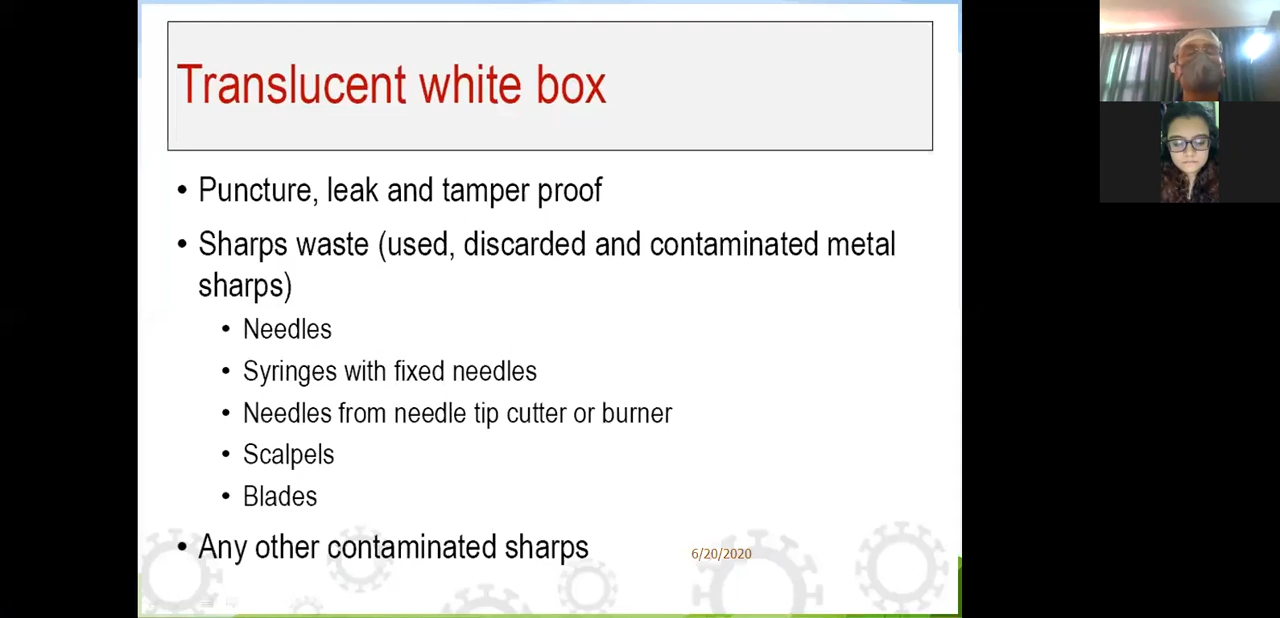 Translucent white box
• Puncture, leak and tamper proof
• Sharps waste (used, discarded and contaminated metal
sharps)
• Needles
• Syringes with fixed needles
• Needles from needle tip cutter or burner
• Scalpels
• Blades
• Any other contaminated sharps
6/20/2020